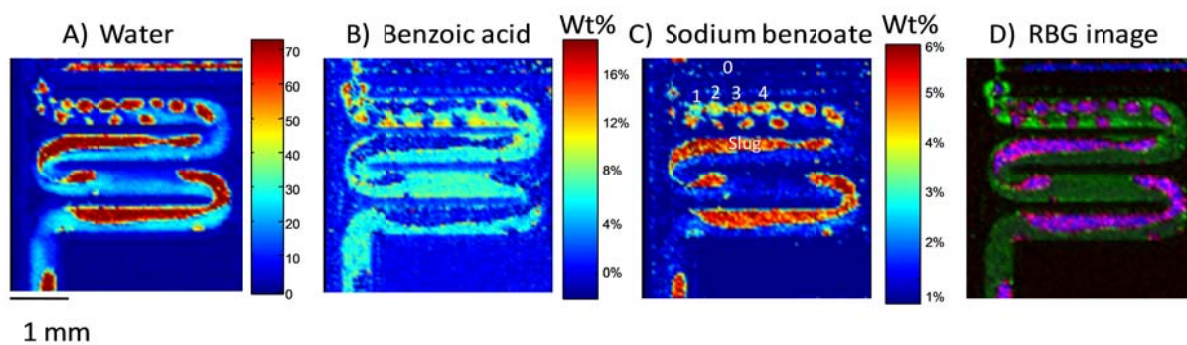 A) Water
B) Benzoic acid
Wt%
C) Sodium benzoate
Wt%
D) RBG image
70
60
50
40
30
20
10
0
16%
12%
8%
4%
0%
0
1 2 3 4
Slug
6%
5%
4%
3%
2%
1%
1 mm